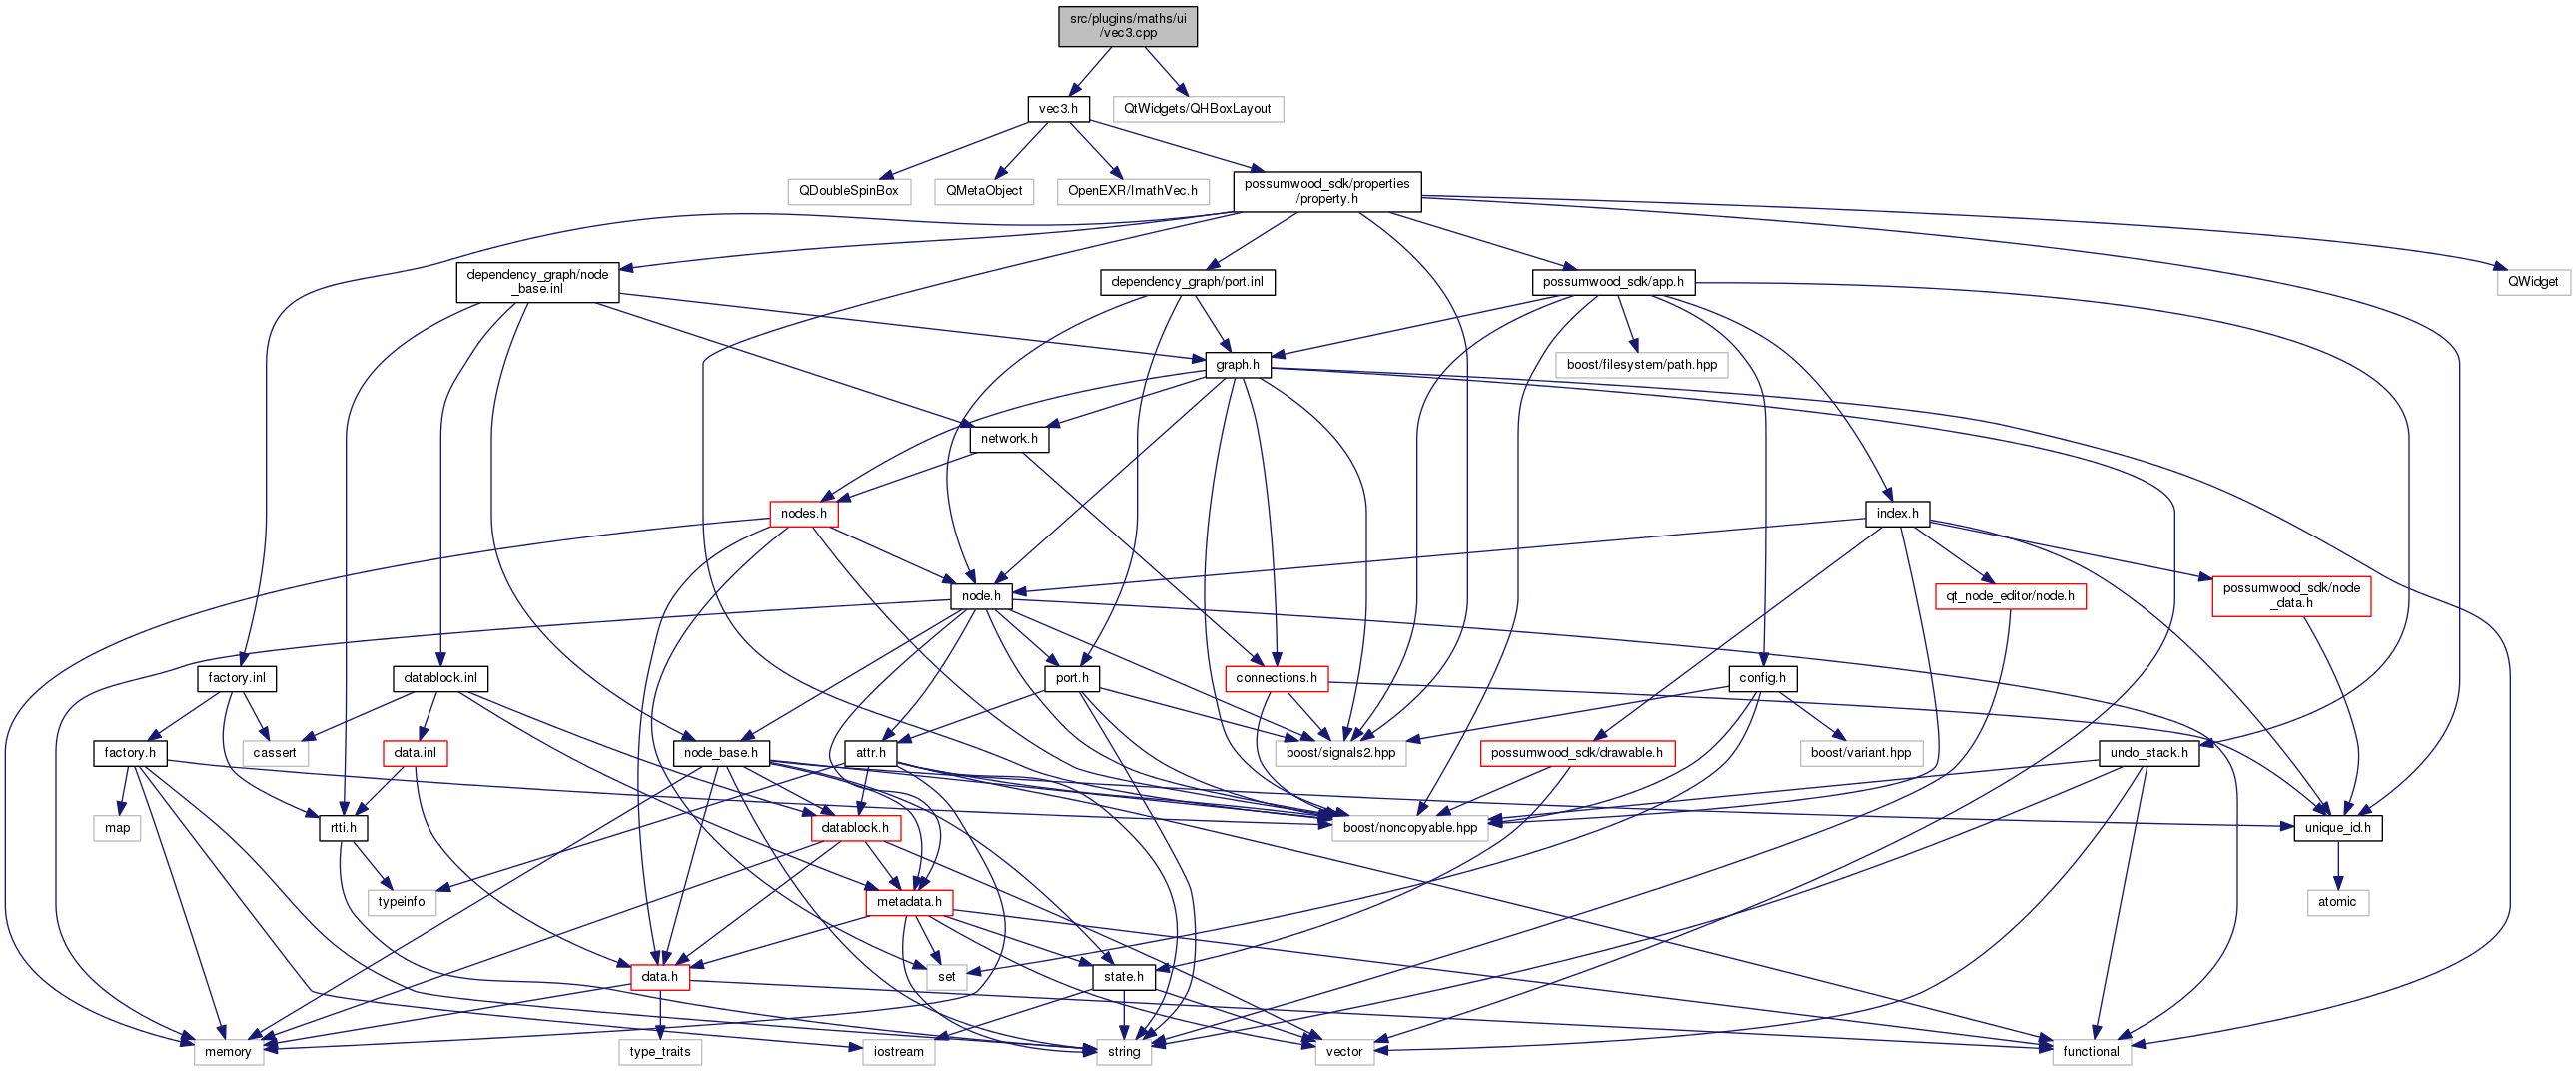 src/plugins/maths/ui
/vec3.cpp
vec3.h
QtWidgets/QHBoxLayout
QDoubleSpinBox
QMetaObject
OpenEXR/ImathVec.h
possumwood_sdk/properties
/property.h
dependency_graph/node
_base.inl
dependency_graph/port.inl
possumwood_sdk/app.h
QWidget
graph.h
boost/filesystem/path.hpp
network.h
nodes.h
index.h
node.h
qt_node_editor/node.h
possumwood_sdk/node
_data.h
factory.inl
datablock.inl
port.h
connections.h
config.h
factory.h
cassert
data.inl
node_base.h
attr.h
boost/signals2.hpp
possumwood_sdk/drawable.h
boost/variant.hpp
undo_stack.h
map
rtti.h
datablock.h
boost/noncopyable.hpp
unique_id.h
typeinfo
metadata.h
atomic
data.h
set
state.h
memory
type_traits
iostream
string
vector
functional